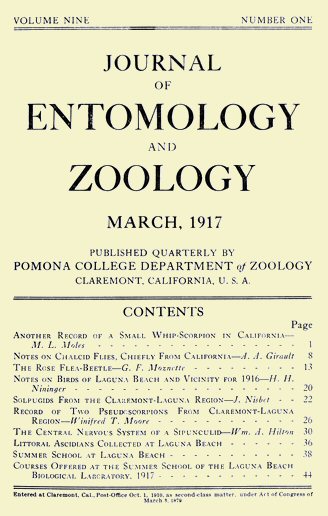 VOLUME NINE NUMBER ONE
JOURNAL
OF
ENTOMOLOGY
AND
ZOOLOGY
MARCH, 1917
PUBLISHED QUARTERLY BY
POMONA COLLEGE DEPARTMENT of ZOOLOGY
CLAREMONT, CALIFORNIA, U. S. A.
CONTENTS
Page
ANOTHER RECORD OF A SMALL WHIP-SCORPION IN CALIFORNIA—
M. L. Moles - - - - - - - - - - - - - - - 1
NOTES ON CHALCID FLIES, CHIEFLY FROM CALIFORNIA—A. A. Girault 8
THE ROSE FLEA-BEETLE—G. F. Moznette - - - - - - - - 13
NOTES ON BIRDS OF LAGUNA BEACH AND VICINITY FOR 1916—H. H.
Nininger - - - - - - - - - - - - - - - 20
SOLPUGIDS FROM THE CLAREMONT-LAGUNA REGION—J. Nisbet - - 22
RECORD OF TWO PSEUDOSCORPIONS FROM CLAREMONT-LAGUNA
REGION—Winifred T. Moore - - - - - - - - - - 26
THE CENTRAL NERVOUS SYSTEM OF A SIPUNCULID—Wm. A. Hilton 30
LITTORAL ASCIDIANS COLLECTED AT LAGUNA BEACH - - - - - 36
SUMMER SCHOOL AT LAGUNA BEACH - - - - - - - - - 38
COURSES OFFERED AT THE SUMMER SCHOOL OF THE LAGUNA BEACH
BIOLOGICAL LABORATORY, 1917 - - - - - - - - - - 44
Entered at Claremont, Cal., Post-Office Oct. 1, 1910, as second-class matter, under Act of Congress of
March 3, 1879